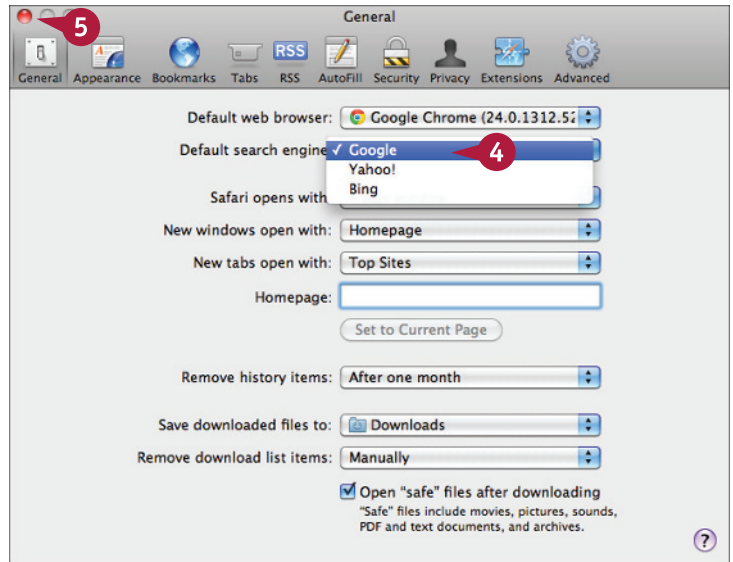 5
General
RSS
General Appearance Bookmarks Tabs RSS AutoFill Security Privacy Extensions Advanced
Default web browser: Google Chrome (24.0.1312.52
Default search engine ✓ Google 4
Yahoo!
Bing
Safari opens with
New windows open with: Homepage
New tabs open with: Top Sites
Homepage:
Set to Current Page
Remove history items: After one month
Save downloaded files to: Downloads
Remove download list items: Manually
Open “safe” files after downloading
“Safe” files include movies, pictures, sounds,
PDF and text documents, and archives.
?